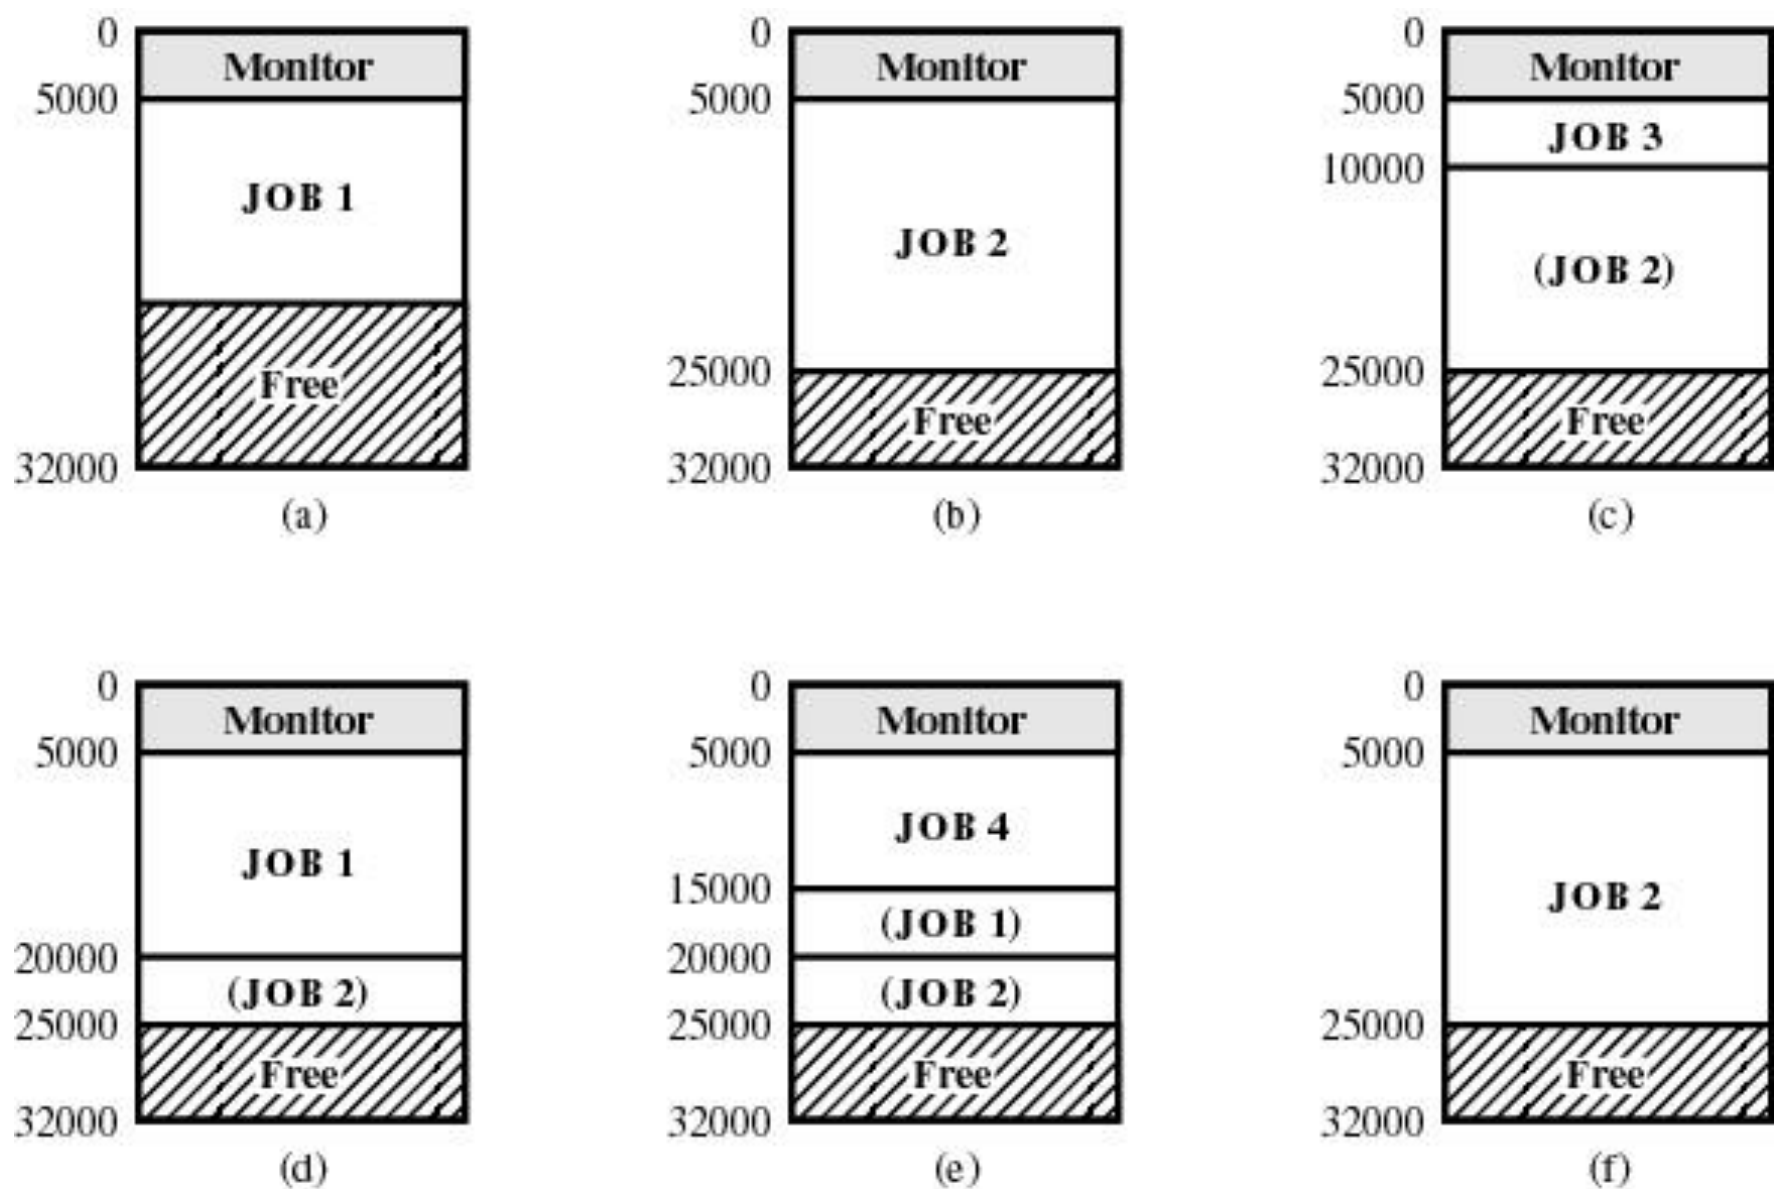 0 Monitor 0 Monitor 0 Monitor
5000 5000 5000
JOB 3
10000
JOB 1
JOB 2
(JOB 2)
25000 25000
Free Free Free
32000 32000 32000
(a) (b) (c)
0 Monitor 0 Monitor 0 Monitor
5000 5000 5000
JOB 4
JOB 1
15000
JOB 2
(JOB 1)
20000 20000
(JOB 2) (JOB 2)
25000 25000 25000
Free Free Free
32000 32000 32000
(d) (e) (f)